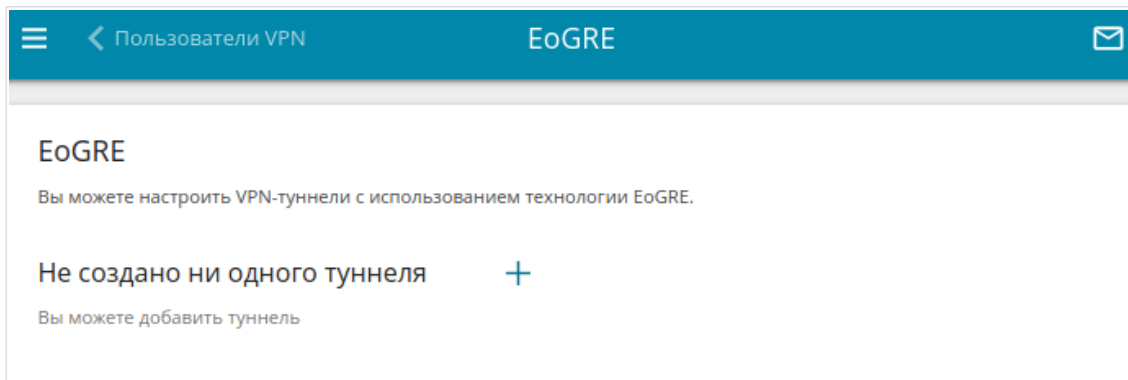 Пользователи VPN
EoGRE
EoGRE
Вы можете настроить VPN-туннели с использованием технологии EoGRE.
Не создано ни одного туннеля
Вы можете добавить туннель